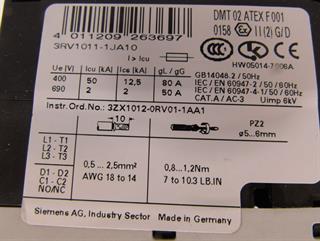 4 011209 263697
DMT 02 ATEX F 001
3RV1011-1JA10
0158 Ex II (2) G/D
I > Icu
HW05014-7006A
Ue (V) Icu (kA) Ics (kA) gL / gG
400 50 12,5 80 A
690 2 2 50 A
GB14048.2 / 50Hz
IEC / EN 60947-2 / 50Hz
IEC / EN 60947-4-1/ 50/60Hz
CAT.A / AC-3 Uimp 6kV
Instr.Ord.No.: 3ZX1012-0RV01-1AA1
10
PZ2
ø5...6mm
L1 - T1
L2 - T2
L3 - T3
0,5 ... 2,5mm²
0,8...1,2Nm
D1 - D2
C1 - C2
NO/NC
AWG 18 to 14
7 to 10.3 LB.IN
Siemens AG, Industry Sector
Made in Germany